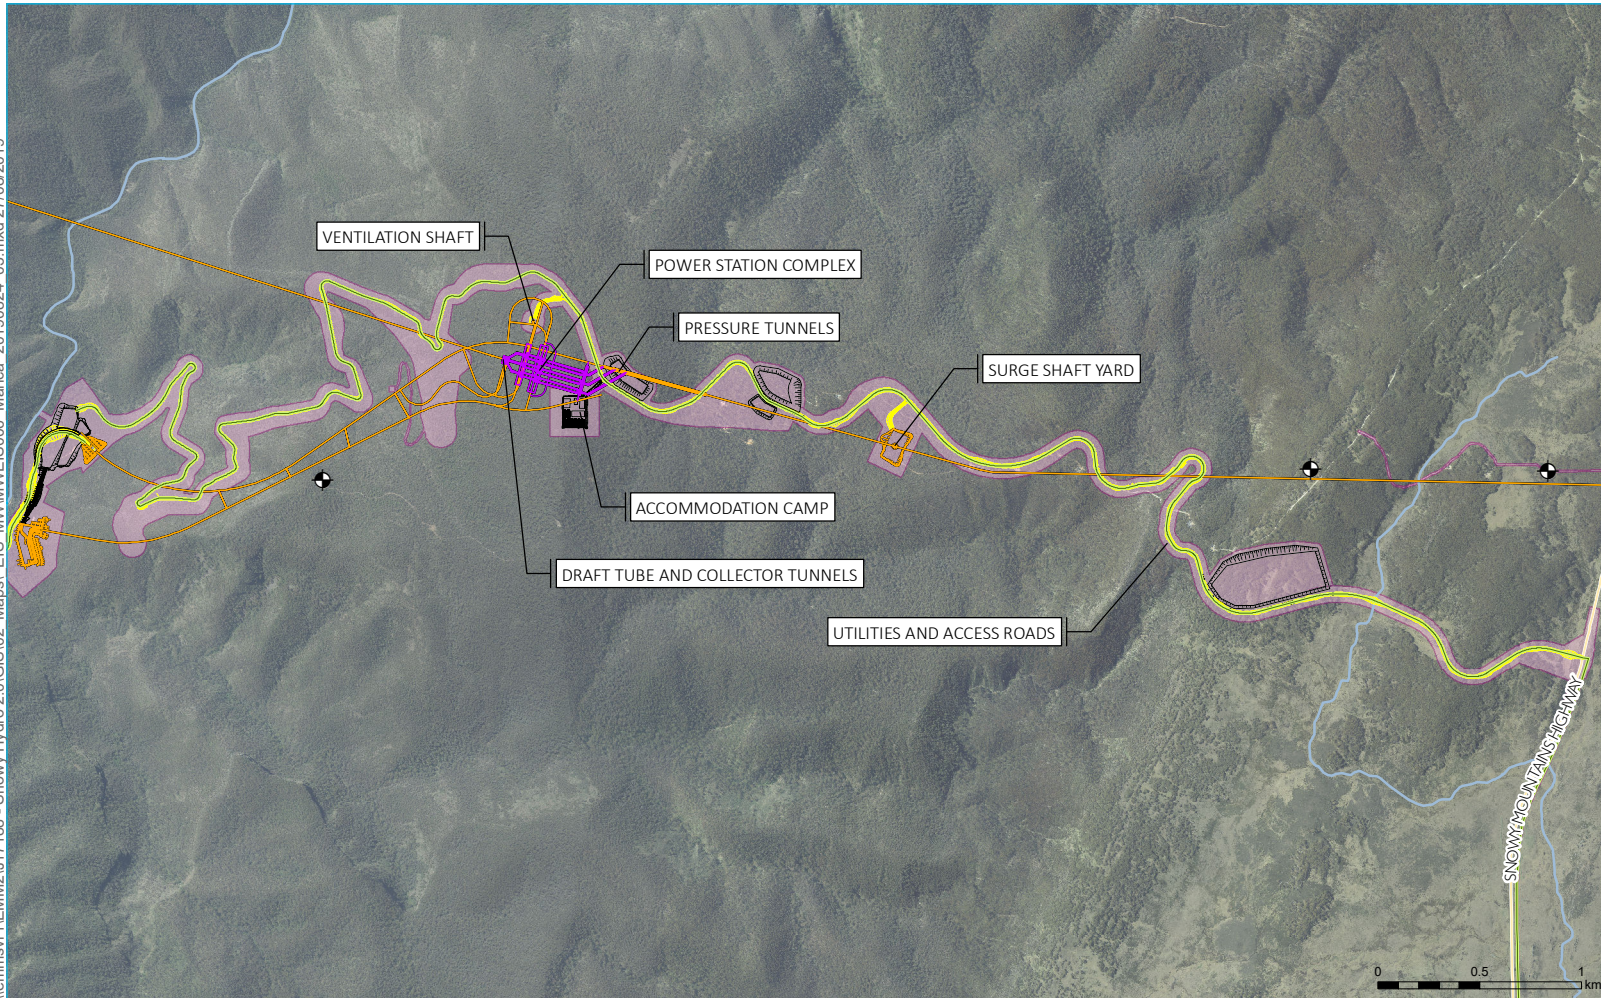 VENTILATION SHAFT
POWER STATION COMPLEX
PRESSURE TUNNELS
SURGE SHAFT YARD
ACCOMMODATION CAMP
DRAFT TUBE AND COLLECTOR TUNNELS
UTILITIES AND ACCESS ROADS
SNOWY MOUNTAINS HIGHWAY
0 0.5 1
km